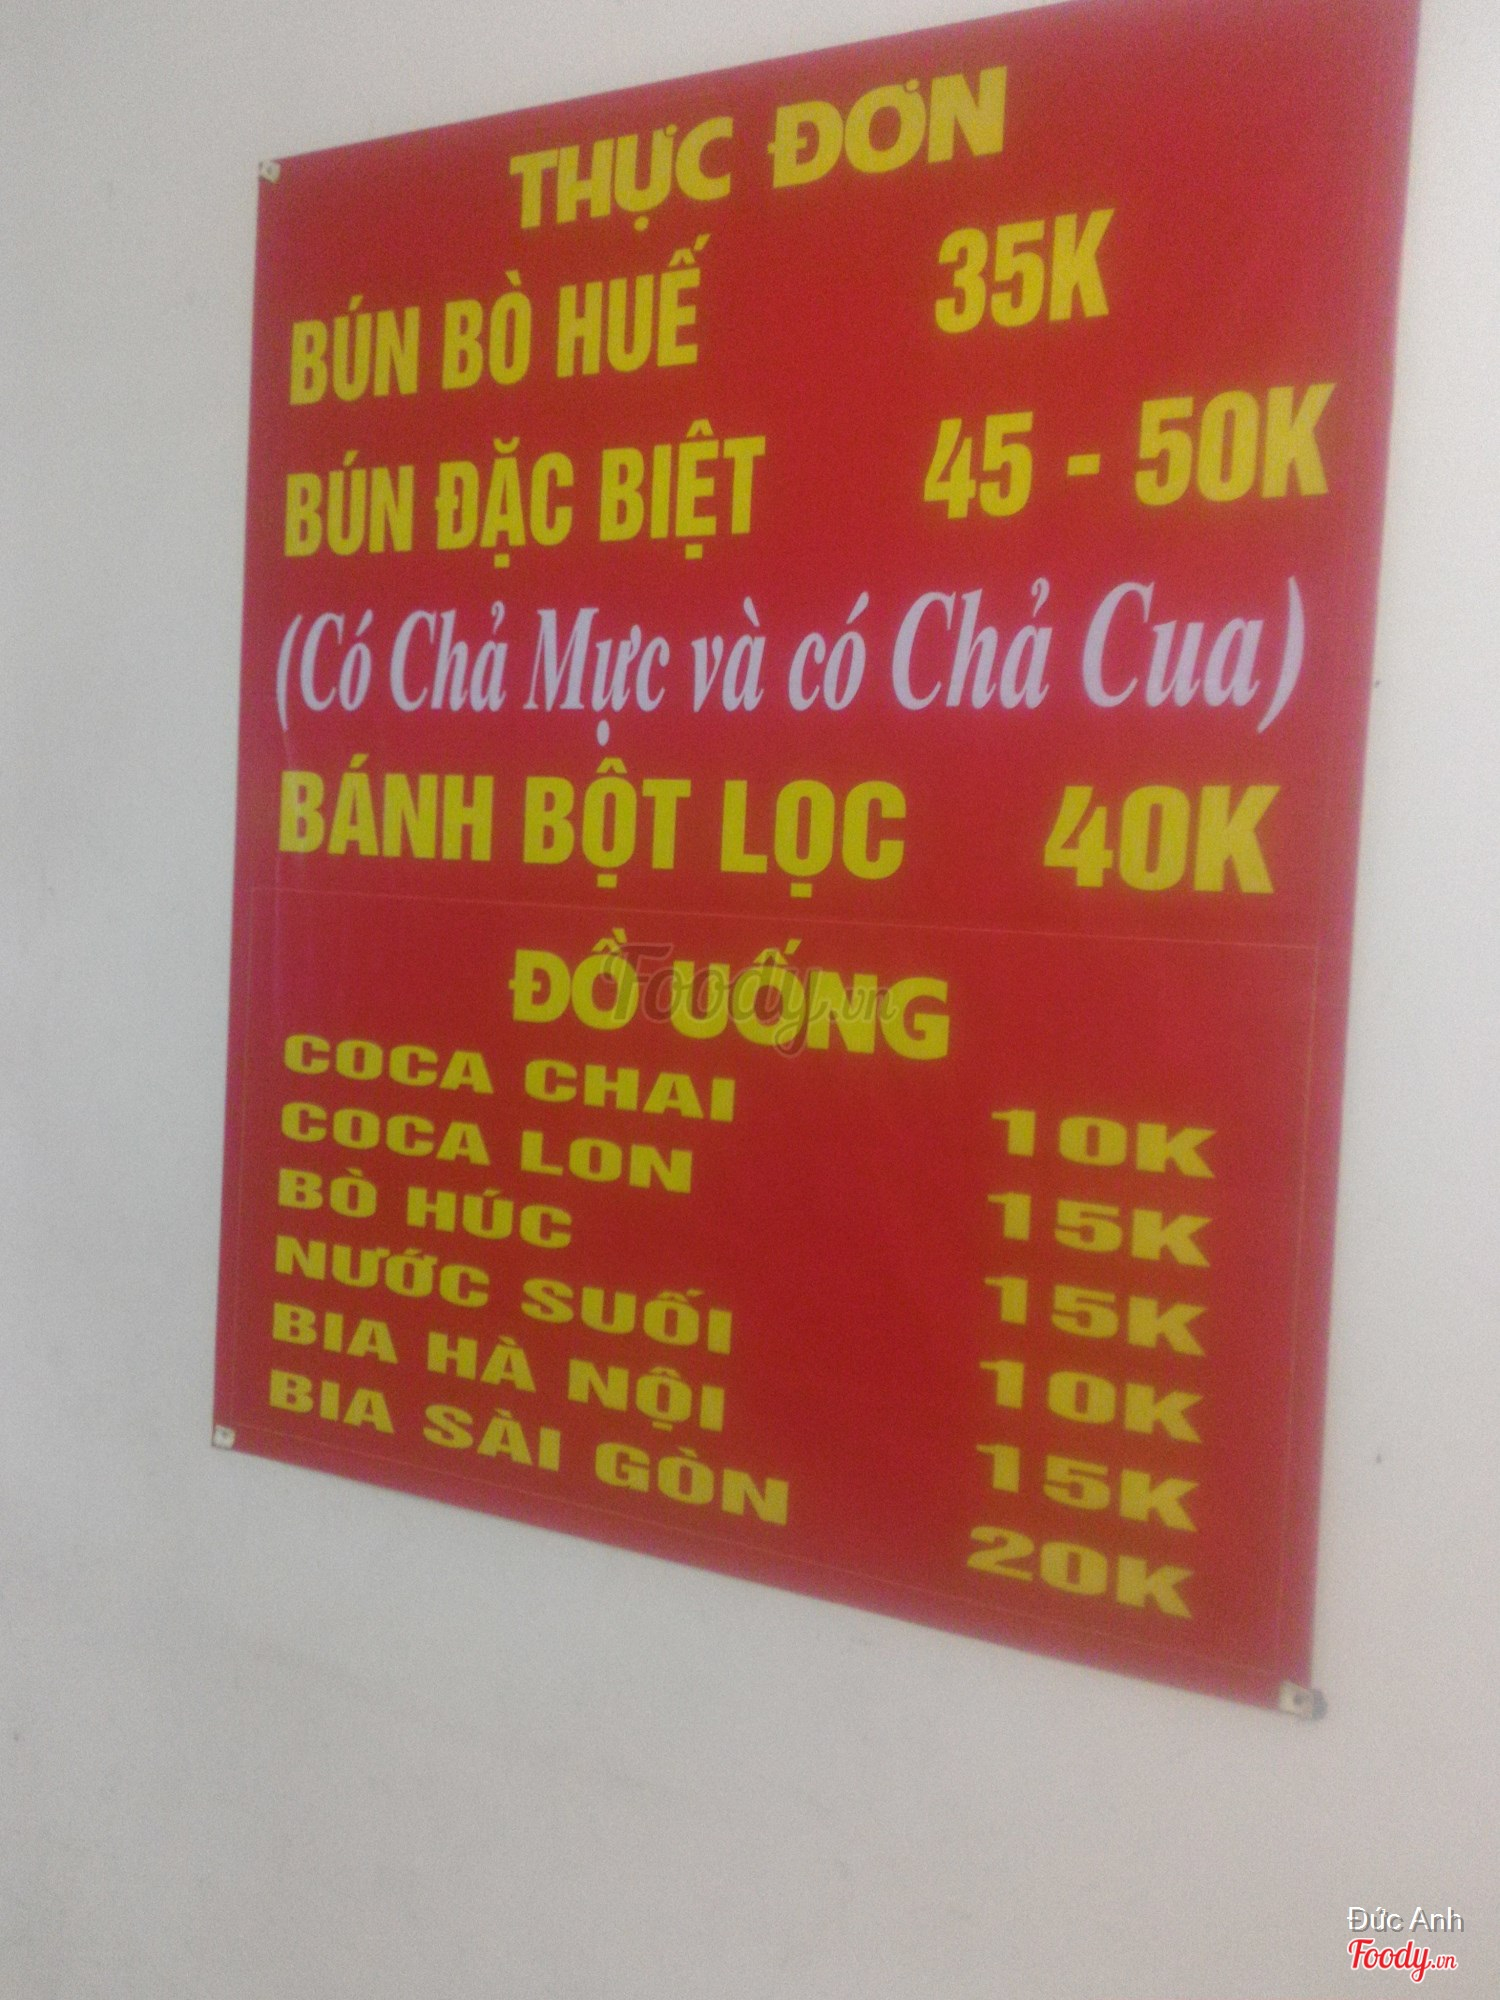 THỰC ĐƠN
BÚN BÒ HUẾ 35K
BÚN ĐẶC BIỆT 45 - 50K
(Có Chả Mực và có Chả Cua)
BÁNH BỘT LỌC 40K
ĐỒ UỐNG
Foody.vn
COCA CHAI 10K
COCA LON 15K
BÒ HÚC 15K
NƯỚC SUỐI 10K
BIA HÀ NỘI 15K
BIA SÀI GÒN 20K
Đức Anh
Foody.vn